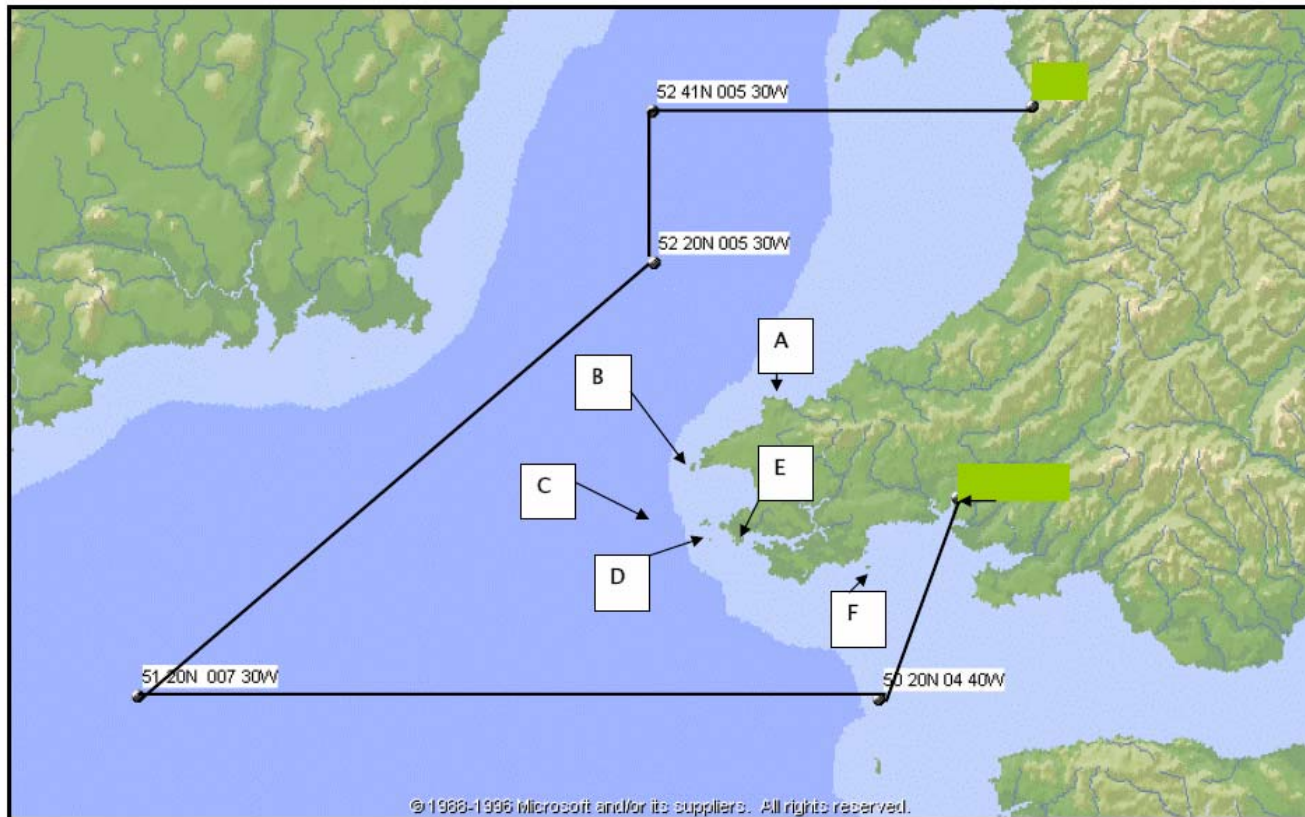 52 41N 005 30W
52 20N 005 30W
A
B
E
C
D
F
51 20N 007 30W
50 20N 04 40W
© 1988-1996 Microsoft and/or its suppliers. All rights reserved.